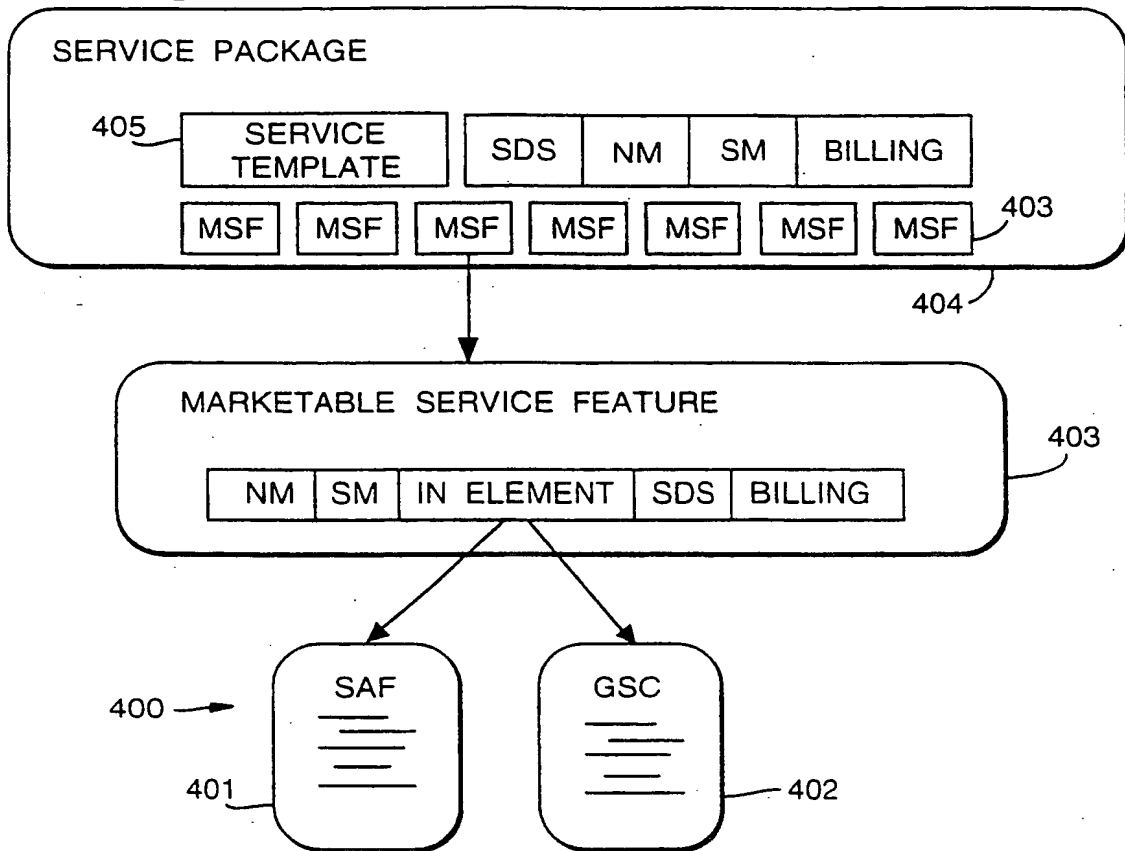 SERVICE PACKAGE
405
SERVICE TEMPLATE
SDS NM SM BILLING
MSF MSF MSF MSF MSF MSF MSF
403
404
MARKETABLE SERVICE FEATURE
403
NM SM IN ELEMENT SDS BILLING
SAF
GSC
400
401
402